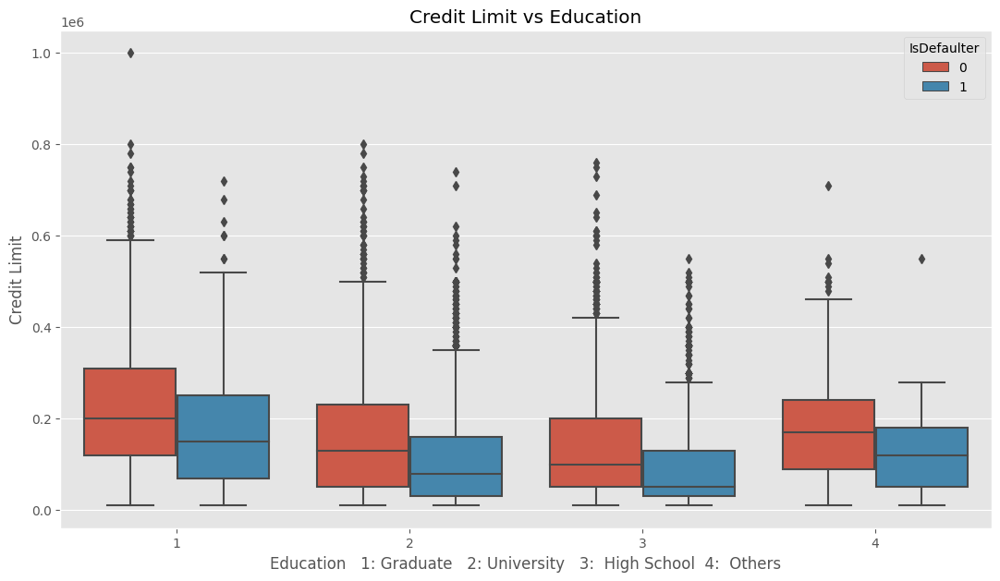 Credit Limit vs Education
1e6
IsDefaulter
0
1
1.0
0.8
0.6
0.4
0.2
0.0
Credit Limit
1 2 3 4
Education 1: Graduate 2: University 3: High School 4: Others